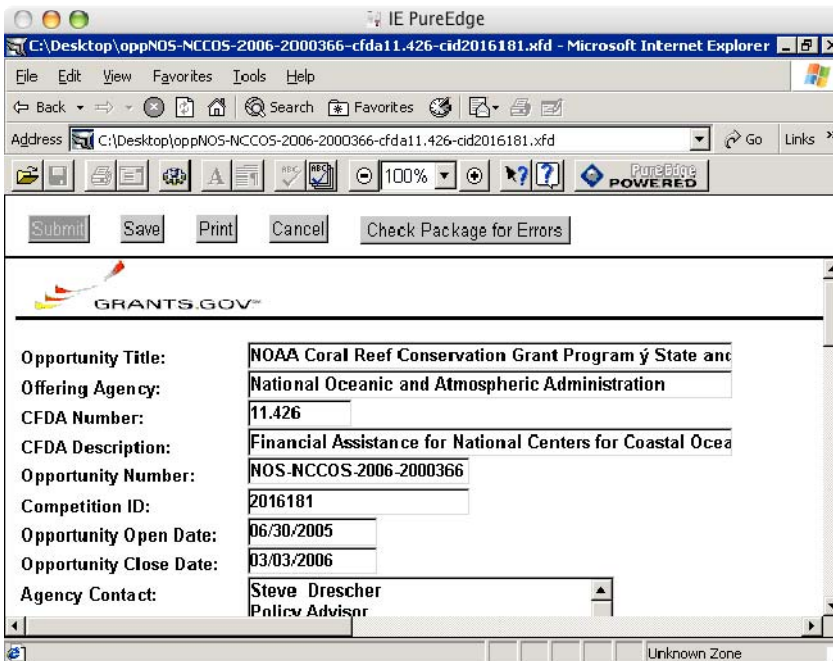 IE PureEdge
C:\Desktop\oppNOS-NCCOS-2006-2000366-cfda11.426-cid2016181.xfd - Microsoft Internet Explorer
File Edit View Favorites Tools Help
Back Search Favorites
Address C:\Desktop\oppNOS-NCCOS-2006-2000366-cfda11.426-cid2016181.xfd Go Links »
A ABC ABC 100% ? ? PureEdge POWERED
Submit Save Print Cancel Check Package for Errors
GRANTS.GOV℠
Opportunity Title: NOAA Coral Reef Conservation Grant Program ý State and
Offering Agency: National Oceanic and Atmospheric Administration
CFDA Number: 11.426
CFDA Description: Financial Assistance for National Centers for Coastal Ocea
Opportunity Number: NOS-NCCOS-2006-2000366
Competition ID: 2016181
Opportunity Open Date: 06/30/2005
Opportunity Close Date: 03/03/2006
Agency Contact: Steve Drescher
Policy Advisor
Unknown Zone